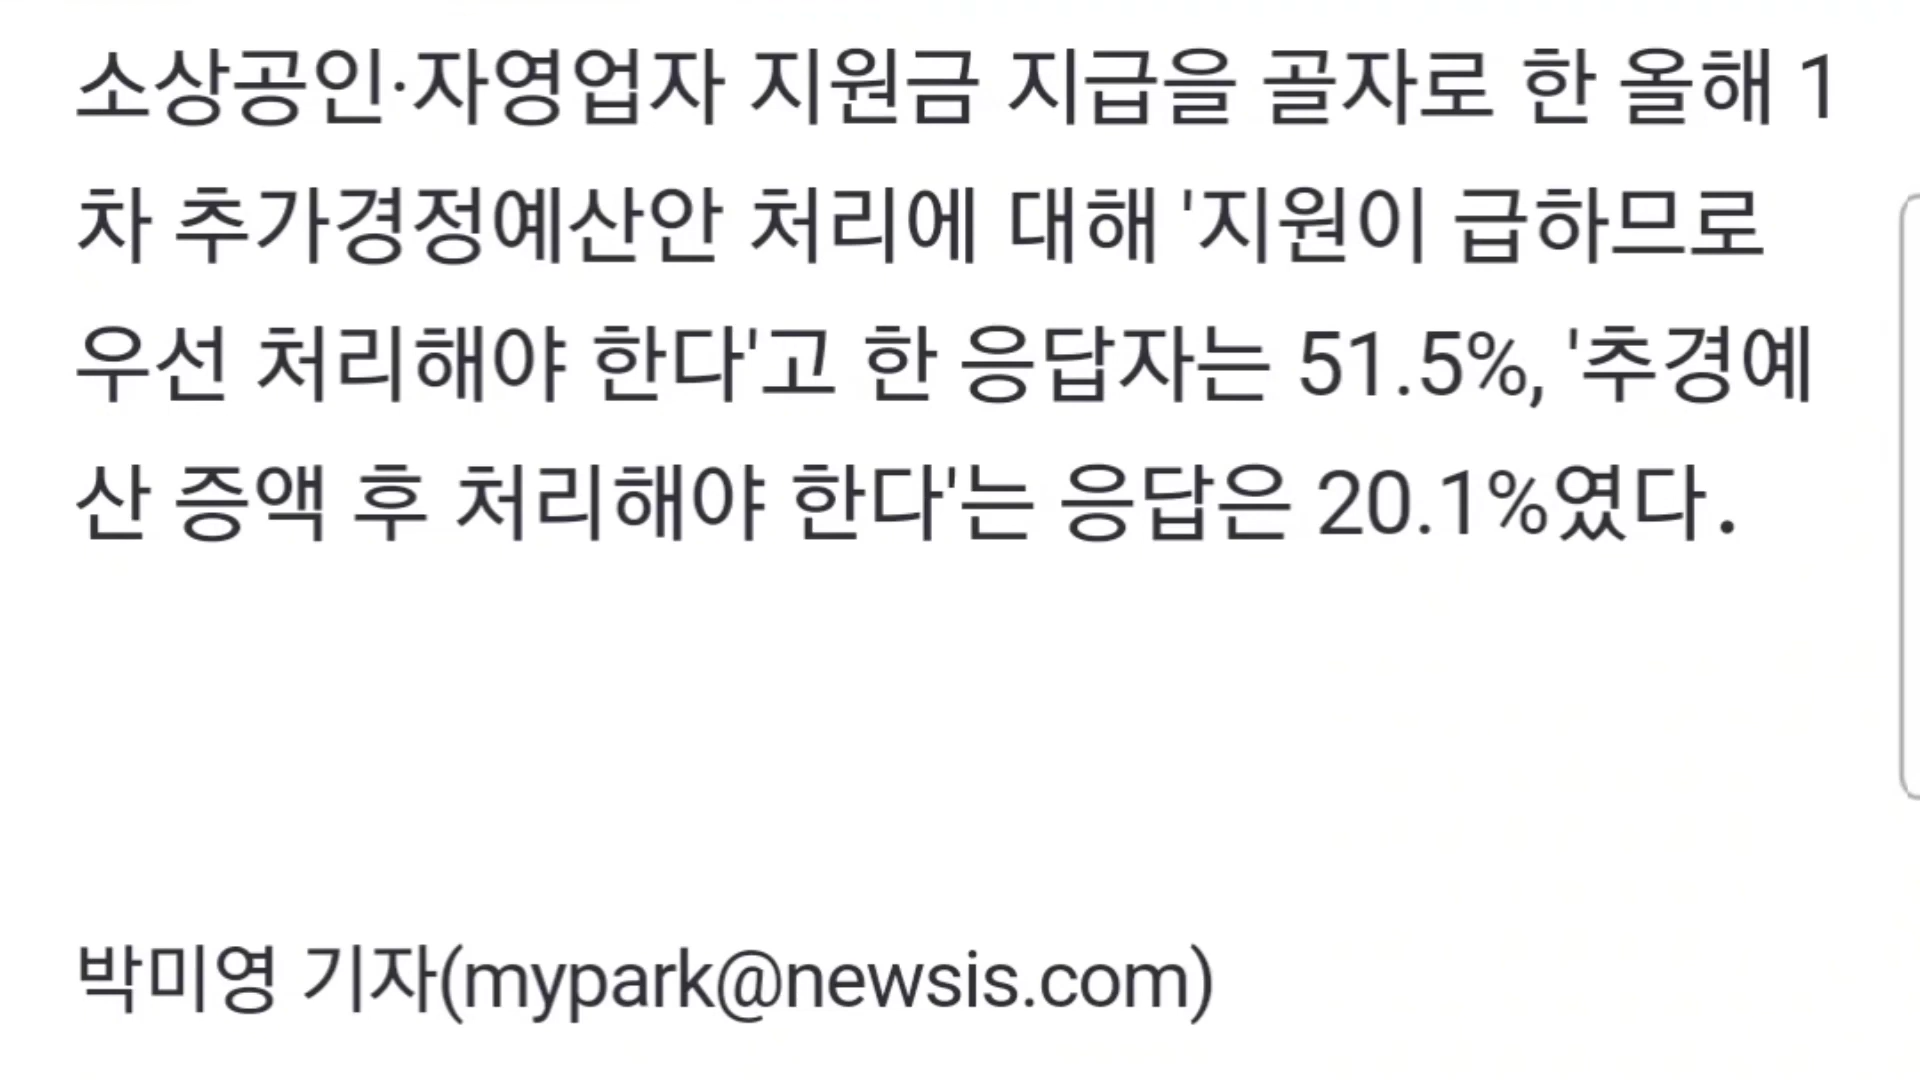 소상공인·자영업자 지원금 지급을 골자로 한 올해 1
차 추가경정예산안 처리에 대해 '지원이 급하므로
우선 처리해야 한다'고 한 응답자는 51.5%, '추경예
산 증액 후 처리해야 한다'는 응답은 20.1%였다.
박미영 기자(mypark@newsis.com)